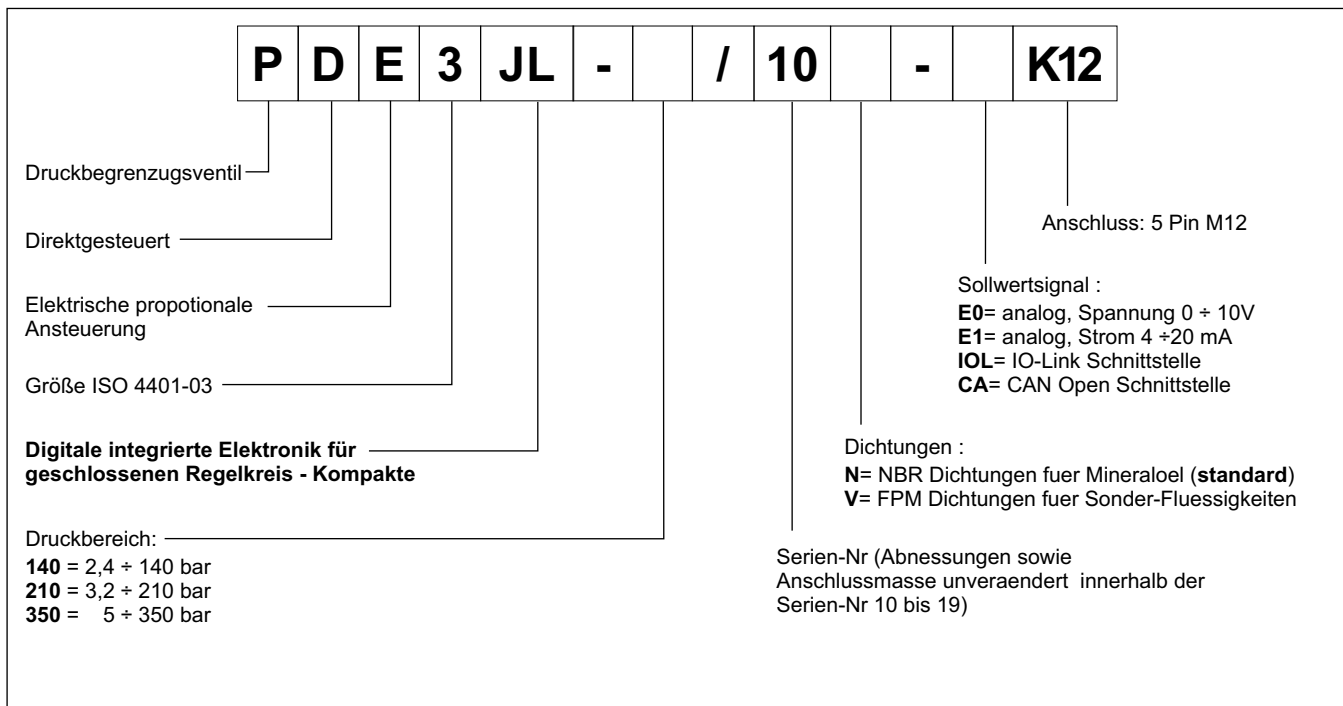 P D E 3 JL - / 10 - K12
Druckbegrenzugsventil
Direktgesteuert
Elektrische propotionale
Ansteuerung
Größe ISO 4401-03
Digitale integrierte Elektronik für
geschlossenen Regelkreis - Kompakte
Druckbereich:
140 = 2,4 ÷ 140 bar
210 = 3,2 ÷ 210 bar
350 = 5 ÷ 350 bar
Anschluss: 5 Pin M12
Sollwertsignal :
E0= analog, Spannung 0 ÷ 10V
E1= analog, Strom 4 ÷20 mA
IOL= IO-Link Schnittstelle
CA= CAN Open Schnittstelle
Dichtungen :
N= NBR Dichtungen fuer Mineraloel (standard)
V= FPM Dichtungen fuer Sonder-Fluessigkeiten
Serien-Nr (Abnessungen sowie
Anschlussmasse unveraendert innerhalb der
Serien-Nr 10 bis 19)